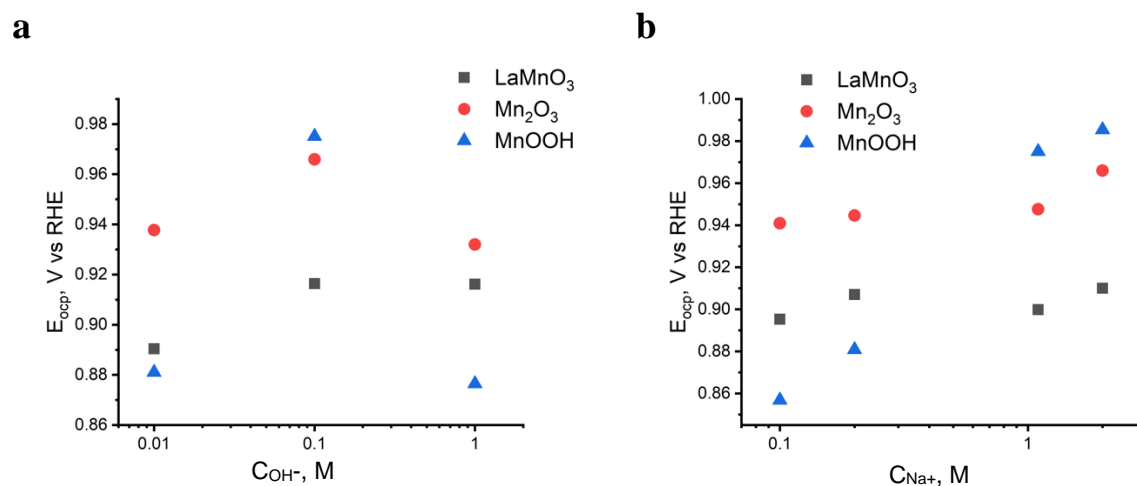 a
LaMnO₃
Mn₂O₃
MnOOH
0.98
0.96
0.94
0.92
0.90
0.88
0.86
E_ocp, V vs RHE
0.01
0.1
1
C_OH-, M
b
LaMnO₃
Mn₂O₃
MnOOH
1.00
0.98
0.96
0.94
0.92
0.90
0.88
0.86
E_ocp, V vs RHE
0.1
1
C_Na+, M